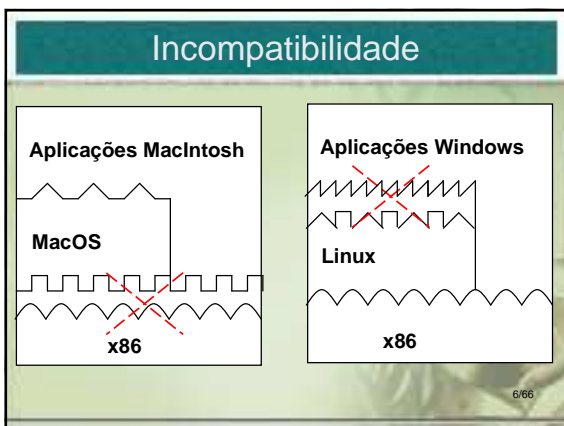 Incompatibilidade
Aplicações MacIntosh
MacOS
x86
Aplicações Windows
Linux
x86
6/66